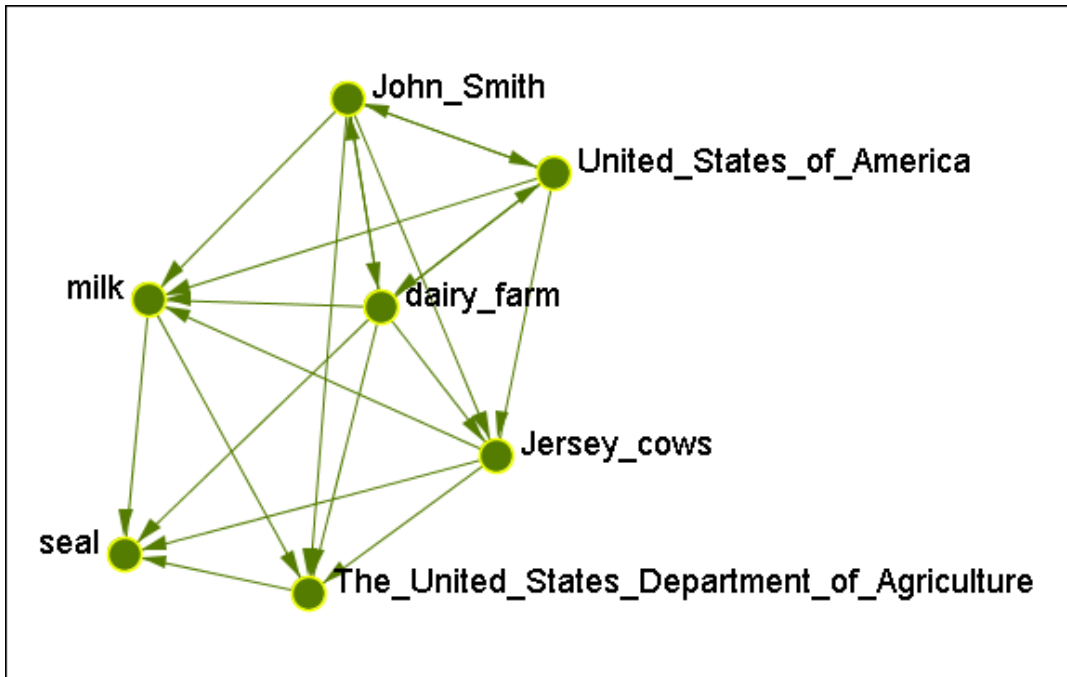 John_Smith
United_States_of_America
milk
dairy_farm
Jersey_cows
seal
The_United_States_Department_of_Agriculture